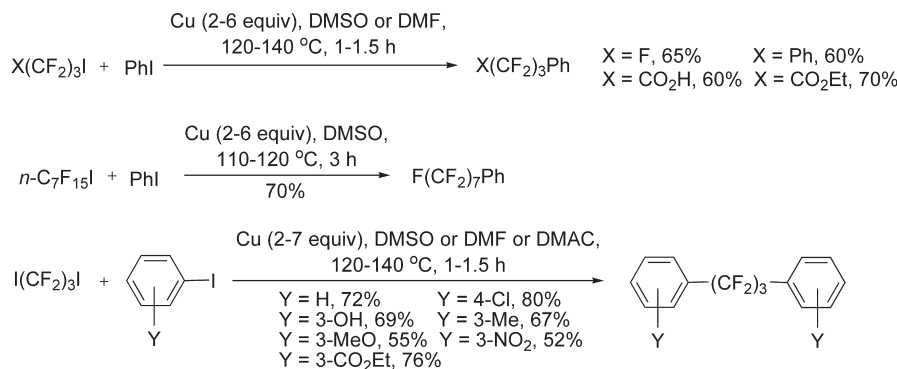 Cu (2-6 equiv), DMSO or DMF,
120-140 °C, 1-1.5 h
X(CF₂)₃I + PhI X(CF₂)₃Ph
X = F, 65% X = Ph, 60%
X = CO₂H, 60% X = CO₂Et, 70%
Cu (2-6 equiv), DMSO,
110-120 °C, 3 h
n-C₇F₁₅I + PhI F(CF₂)₇Ph
70%
Cu (2-7 equiv), DMSO or DMF or DMAC,
120-140 °C, 1-1.5 h
I(CF₂)₃I + I (CF₂)₃
Y Y Y
Y = H, 72% Y = 4-Cl, 80%
Y = 3-OH, 69% Y = 3-Me, 67%
Y = 3-MeO, 55% Y = 3-NO₂, 52%
Y = 3-CO₂Et, 76%